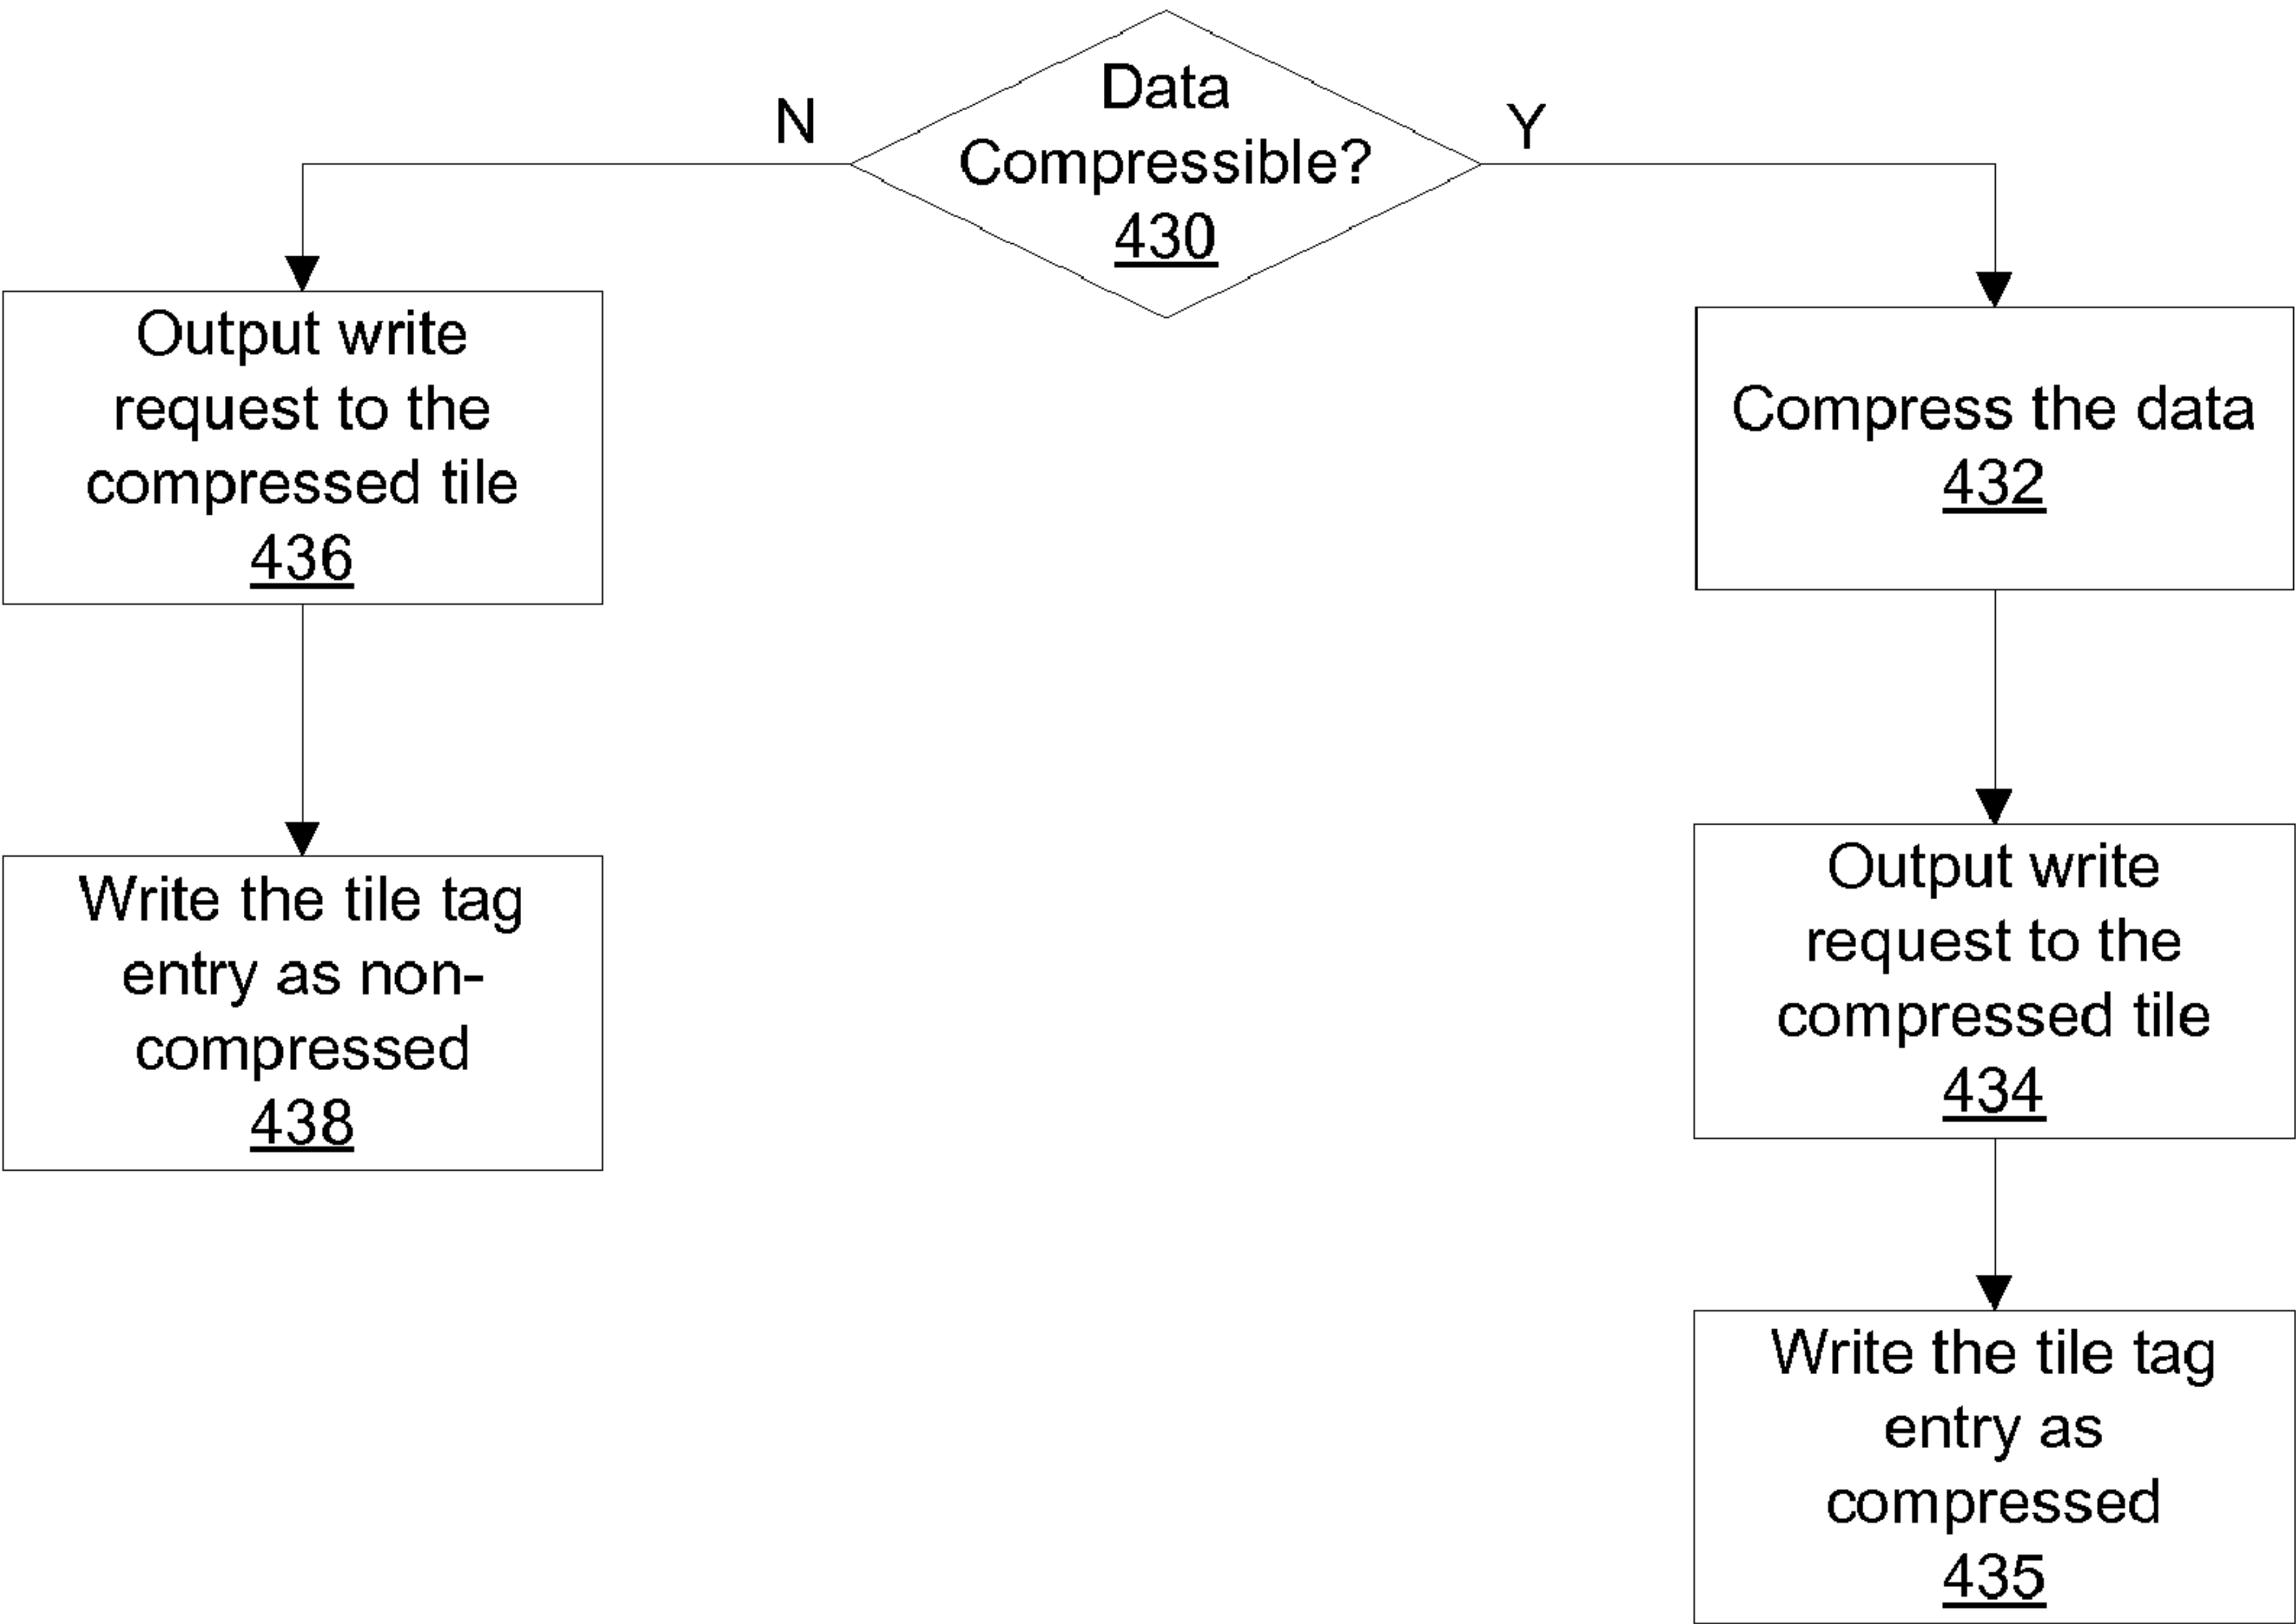 Data
Compressible?
430
N
Y
Output write
request to the
compressed tile
436
Write the tile tag
entry as non-
compressed
438
Compress the data
432
Output write
request to the
compressed tile
434
Write the tile tag
entry as
compressed
435